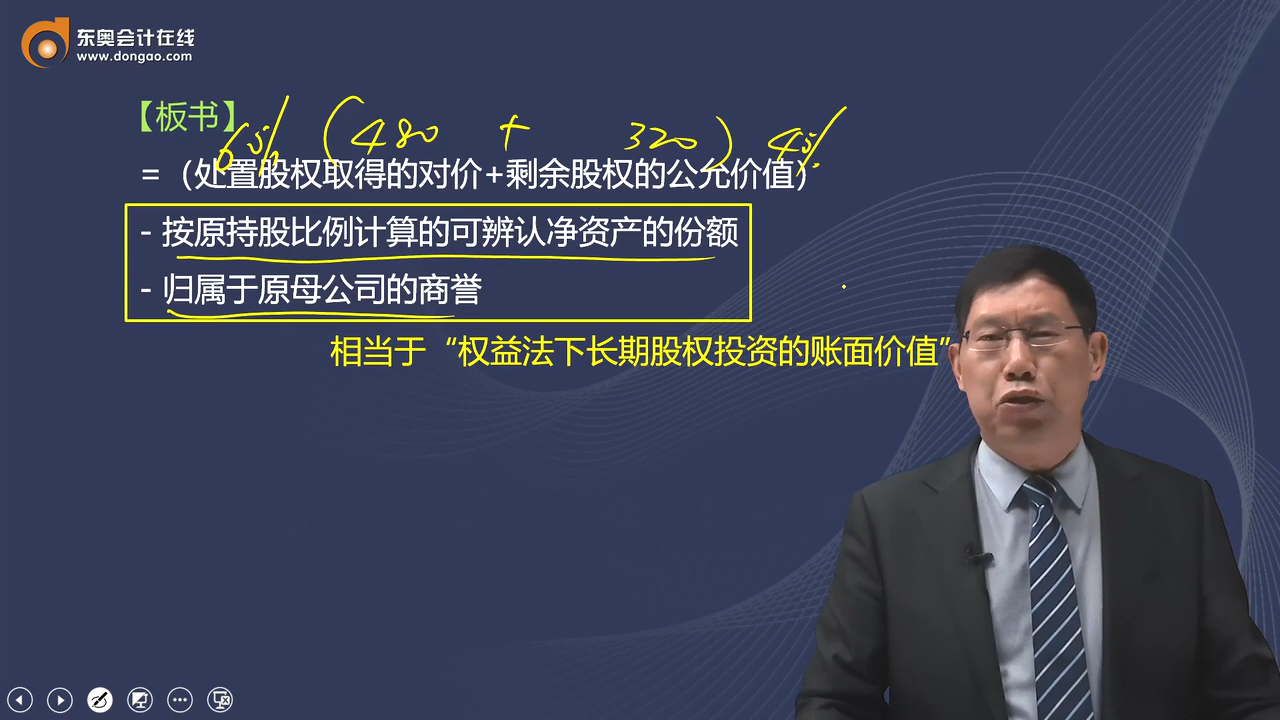 东奥会计在线
www.dongao.com
【板书】
60% (480 + 320) 40%
=（处置股权取得的对价+剩余股权的公允价值）
- 按原持股比例计算的可辨认净资产的份额
- 归属于原母公司的商誉
相当于“权益法下长期股权投资的账面价值”